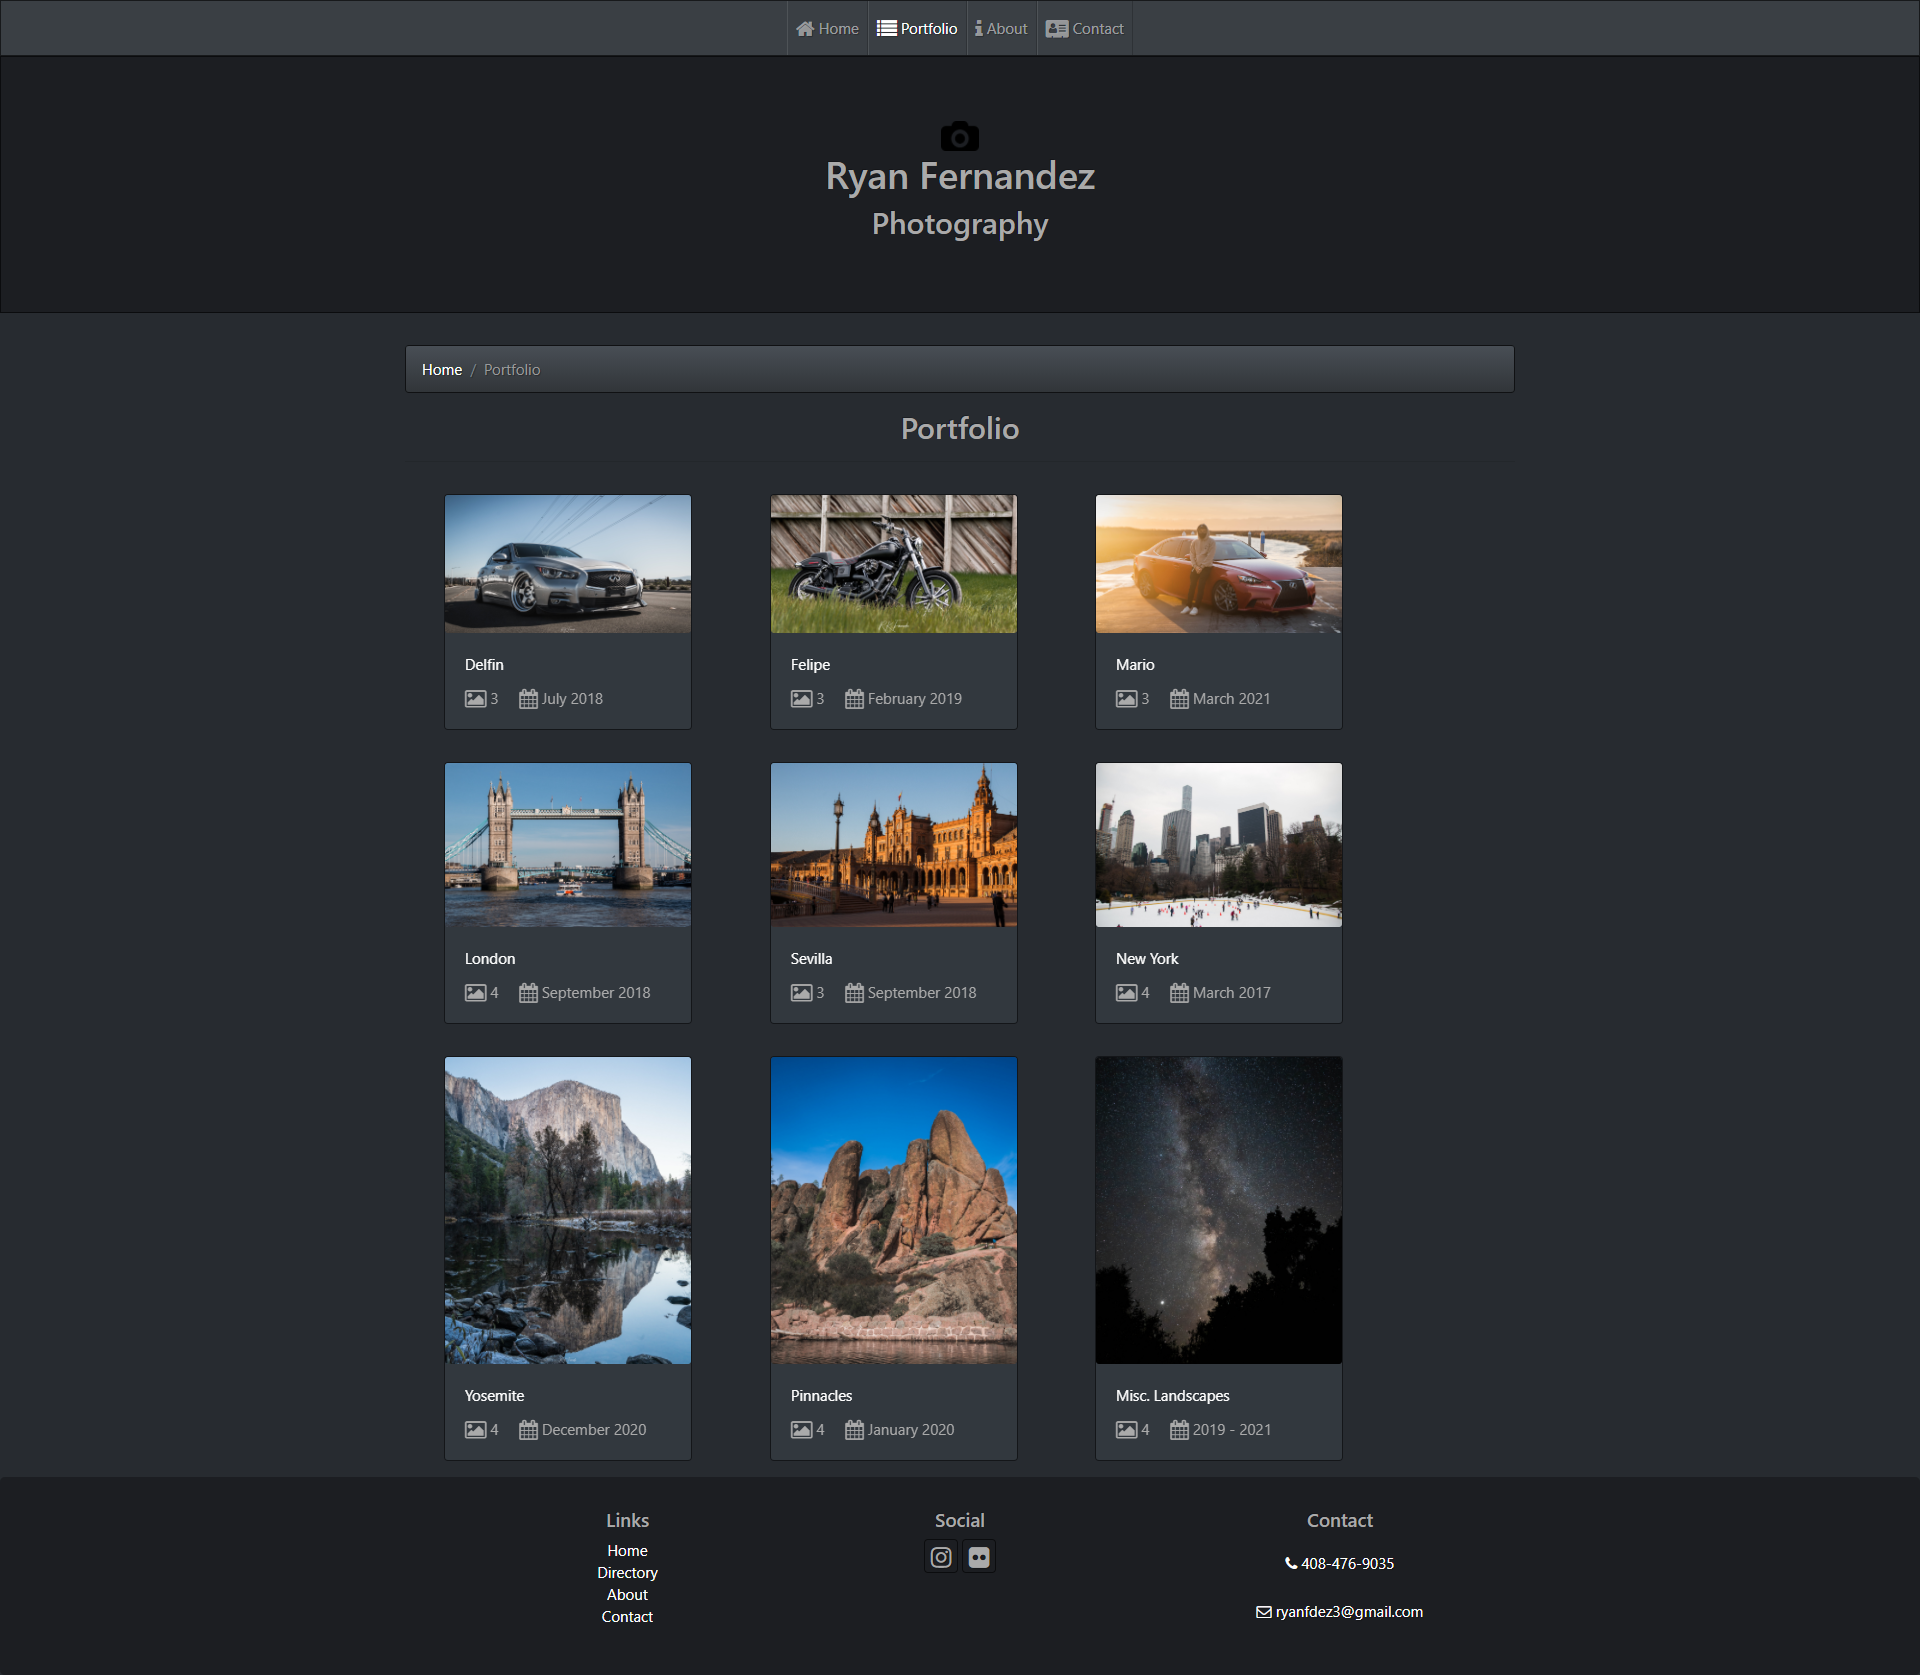 Home Portfolio About Contact
Ryan Fernandez
Photography
Home / Portfolio
Portfolio
Delfin
3 July 2018
Felipe
3 February 2019
Mario
3 March 2021
London
4 September 2018
Sevilla
3 September 2018
New York
4 March 2017
Yosemite
4 December 2020
Pinnacles
4 January 2020
Misc. Landscapes
4 2019 - 2021
Links
Home
Directory
About
Contact
Social
Contact
408-476-9035
ryanfdez3@gmail.com